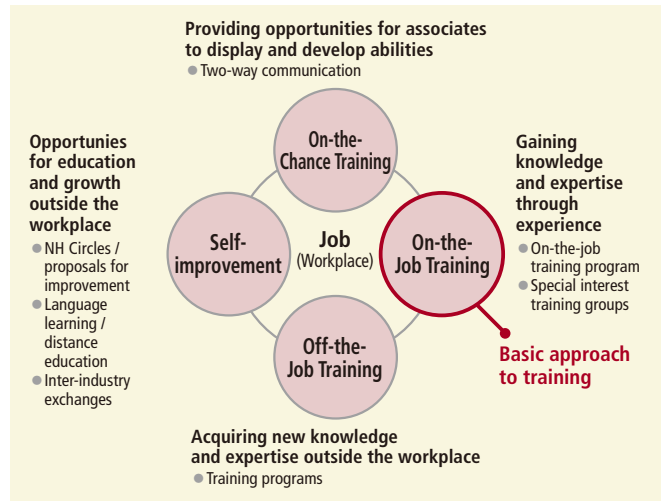 Providing opportunities for associates
to display and develop abilities
● Two-way communication
On-the-
Chance Training
Opportunies
for education
and growth
outside the
workplace
● NH Circles /
proposals for
improvement
● Language
learning /
distance
education
● Inter-industry
exchanges
Self-
improvement
Job
(Workplace)
On-the-
Job Training
Gaining
knowledge
and expertise
through
experience
● On-the-job
training program
● Special interest
training groups
Basic approach
to training
Off-the-
Job Training
Acquiring new knowledge
and expertise outside the workplace
● Training programs